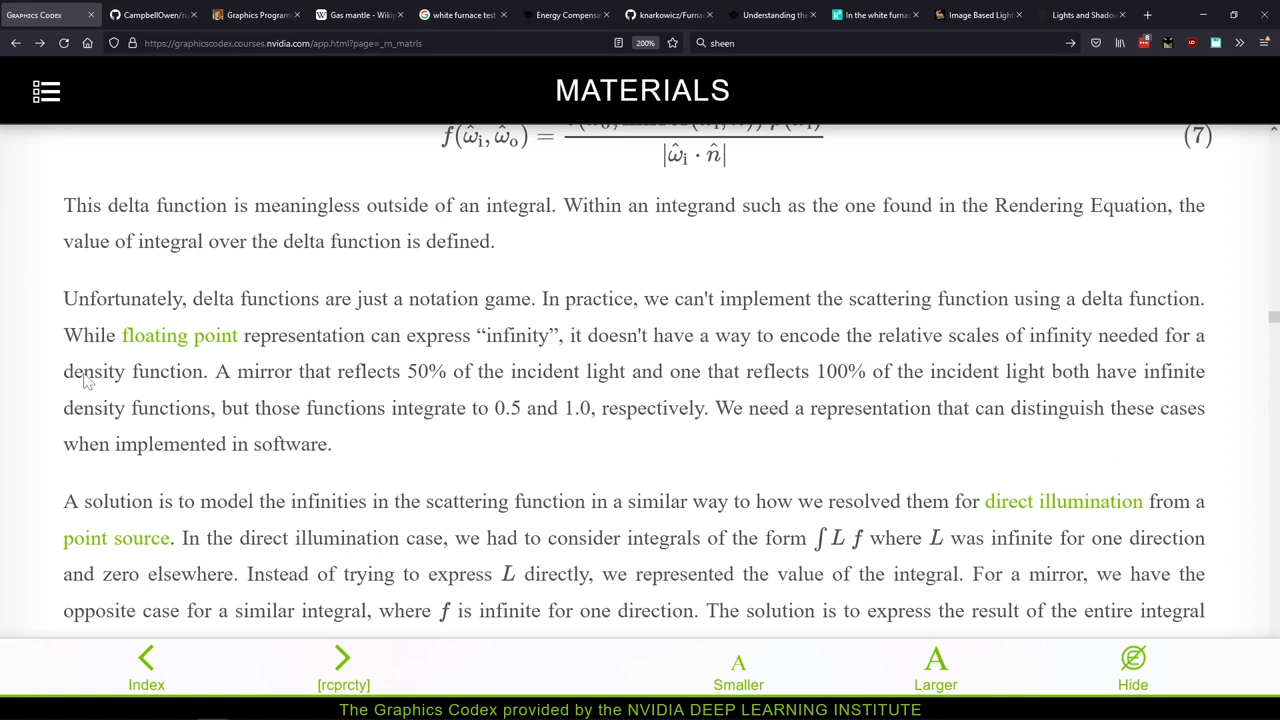 Graphics Codex
CampbellOwen/
Graphics Program
Gas mantle - Wiki
white furnace test
Energy Compensat
knarkowicz/Furna
Understanding the
In the white furnac
Image Based Light
Lights and Shadow
https://graphicscodex.courses.nvidia.com/app.html?page=_rn_matrls
200%
sheen
MATERIALS
f(ω̂i, ω̂o) =
|ω̂i · n̂|
(7)
This delta function is meaningless outside of an integral. Within an integrand such as the one found in the Rendering Equation, the
value of integral over the delta function is defined.
Unfortunately, delta functions are just a notation game. In practice, we can't implement the scattering function using a delta function.
While floating point representation can express “infinity”, it doesn't have a way to encode the relative scales of infinity needed for a
density function. A mirror that reflects 50% of the incident light and one that reflects 100% of the incident light both have infinite
density functions, but those functions integrate to 0.5 and 1.0, respectively. We need a representation that can distinguish these cases
when implemented in software.
A solution is to model the infinities in the scattering function in a similar way to how we resolved them for direct illumination from a
point source. In the direct illumination case, we had to consider integrals of the form ∫ L f where L was infinite for one direction
and zero elsewhere. Instead of trying to express L directly, we represented the value of the integral. For a mirror, we have the
opposite case for a similar integral, where f is infinite for one direction. The solution is to express the result of the entire integral
Index
[rcprcty]
A
Smaller
A
Larger
Hide
The Graphics Codex provided by the NVIDIA DEEP LEARNING INSTITUTE